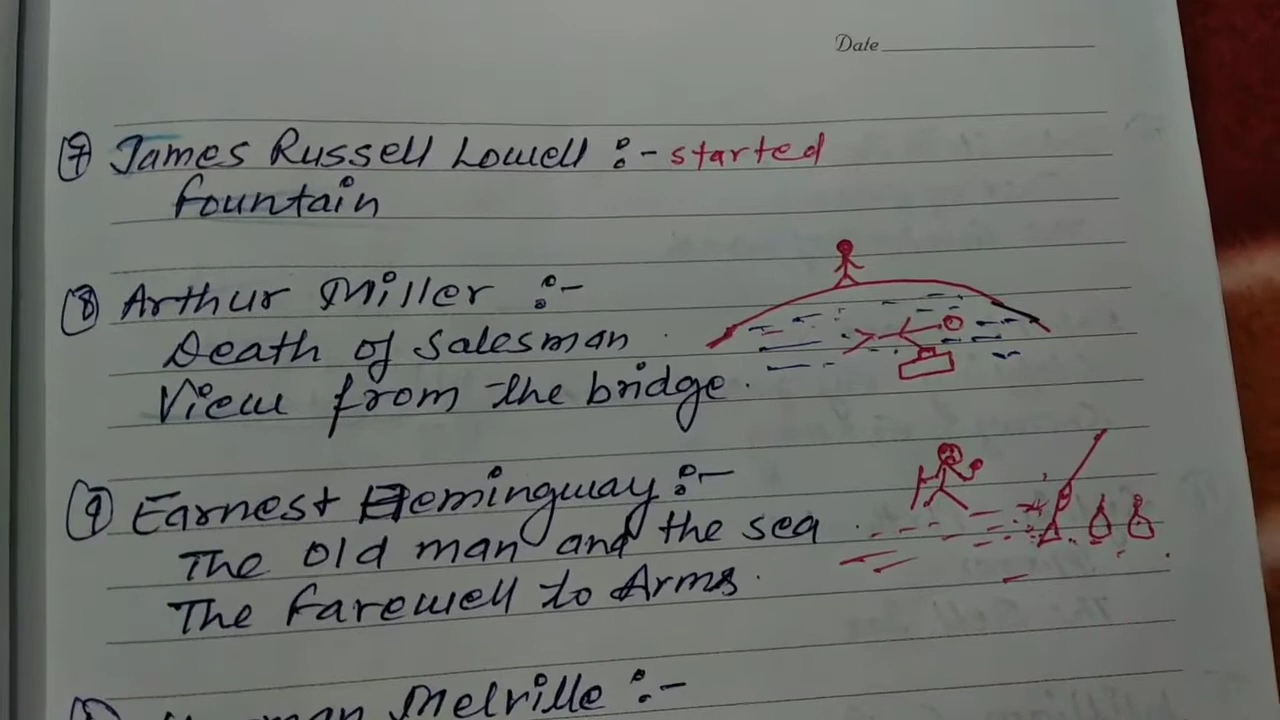 Date
⑦ James Russell Lowell :- started
fountain
⑧ Arthur Miller :-
Death of Salesman
View from the bridge.
⑨ Earnest Hemingway :-
The old man and the sea
The farewell to Arms.
Melville :-